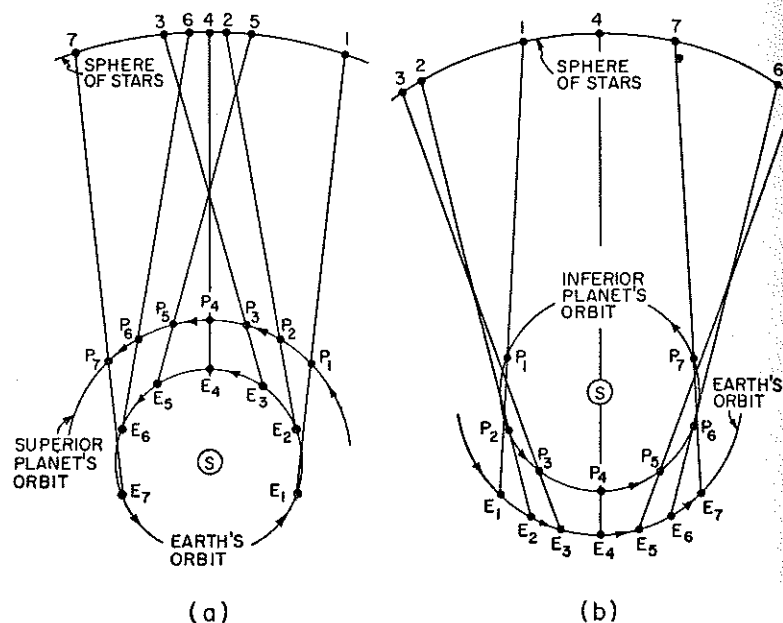 3 6 4 2 5
7 1
SPHERE
OF STARS
P₇ P₆ P₅ P₄ P₃ P₂ P₁
E₇ E₆ E₅ E₄ E₃ E₂ E₁
S
SUPERIOR
PLANET'S
ORBIT
EARTH'S
ORBIT
(a)
3 2 1 4 7 6
SPHERE
OF STARS
INFERIOR
PLANET'S
ORBIT
P₁ P₂ P₃ P₄ P₅ P₆ P₇
S
EARTH'S
ORBIT
E₁ E₂ E₃ E₄ E₅ E₆ E₇
(b)